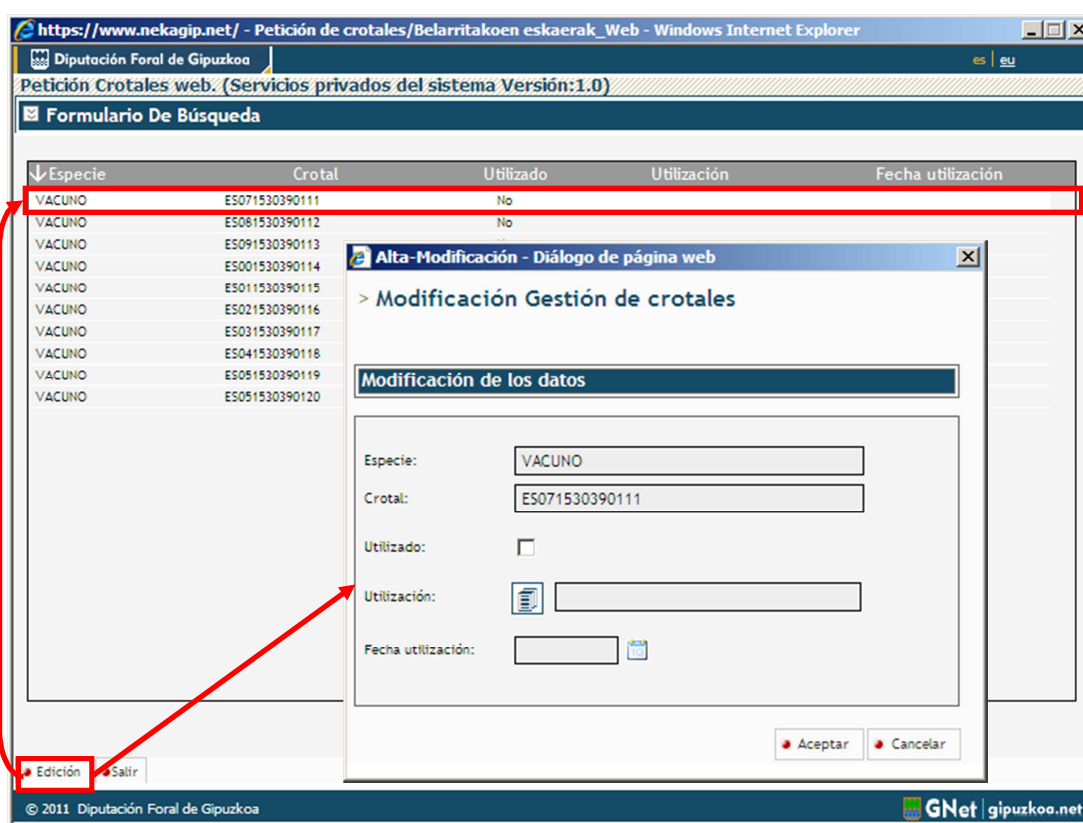 https://www.nekagip.net/ - Petición de crotales/Belarritakoen eskaerak_Web - Windows Internet Explorer
Diputación Foral de Gipuzkoa es | eu
Petición Crotales web. (Servicios privados del sistema Versión:1.0)
Formulario De Búsqueda
Especie Crotal Utilizado Utilización Fecha utilización
VACUNO ES071530390111 No
VACUNO ES081530390112 No
VACUNO ES091530390113
VACUNO ES001530390114
VACUNO ES011530390115
VACUNO ES021530390116
VACUNO ES031530390117
VACUNO ES041530390118
VACUNO ES051530390119
VACUNO ES051530390120
Alta-Modificación - Diálogo de página web
> Modificación Gestión de crotales
Modificación de los datos
Especie: VACUNO
Crotal: ES071530390111
Utilizado:
Utilización:
Fecha utilización:
Aceptar Cancelar
Edición Salir
© 2011 Diputación Foral de Gipuzkoa GNet | gipuzkoa.net